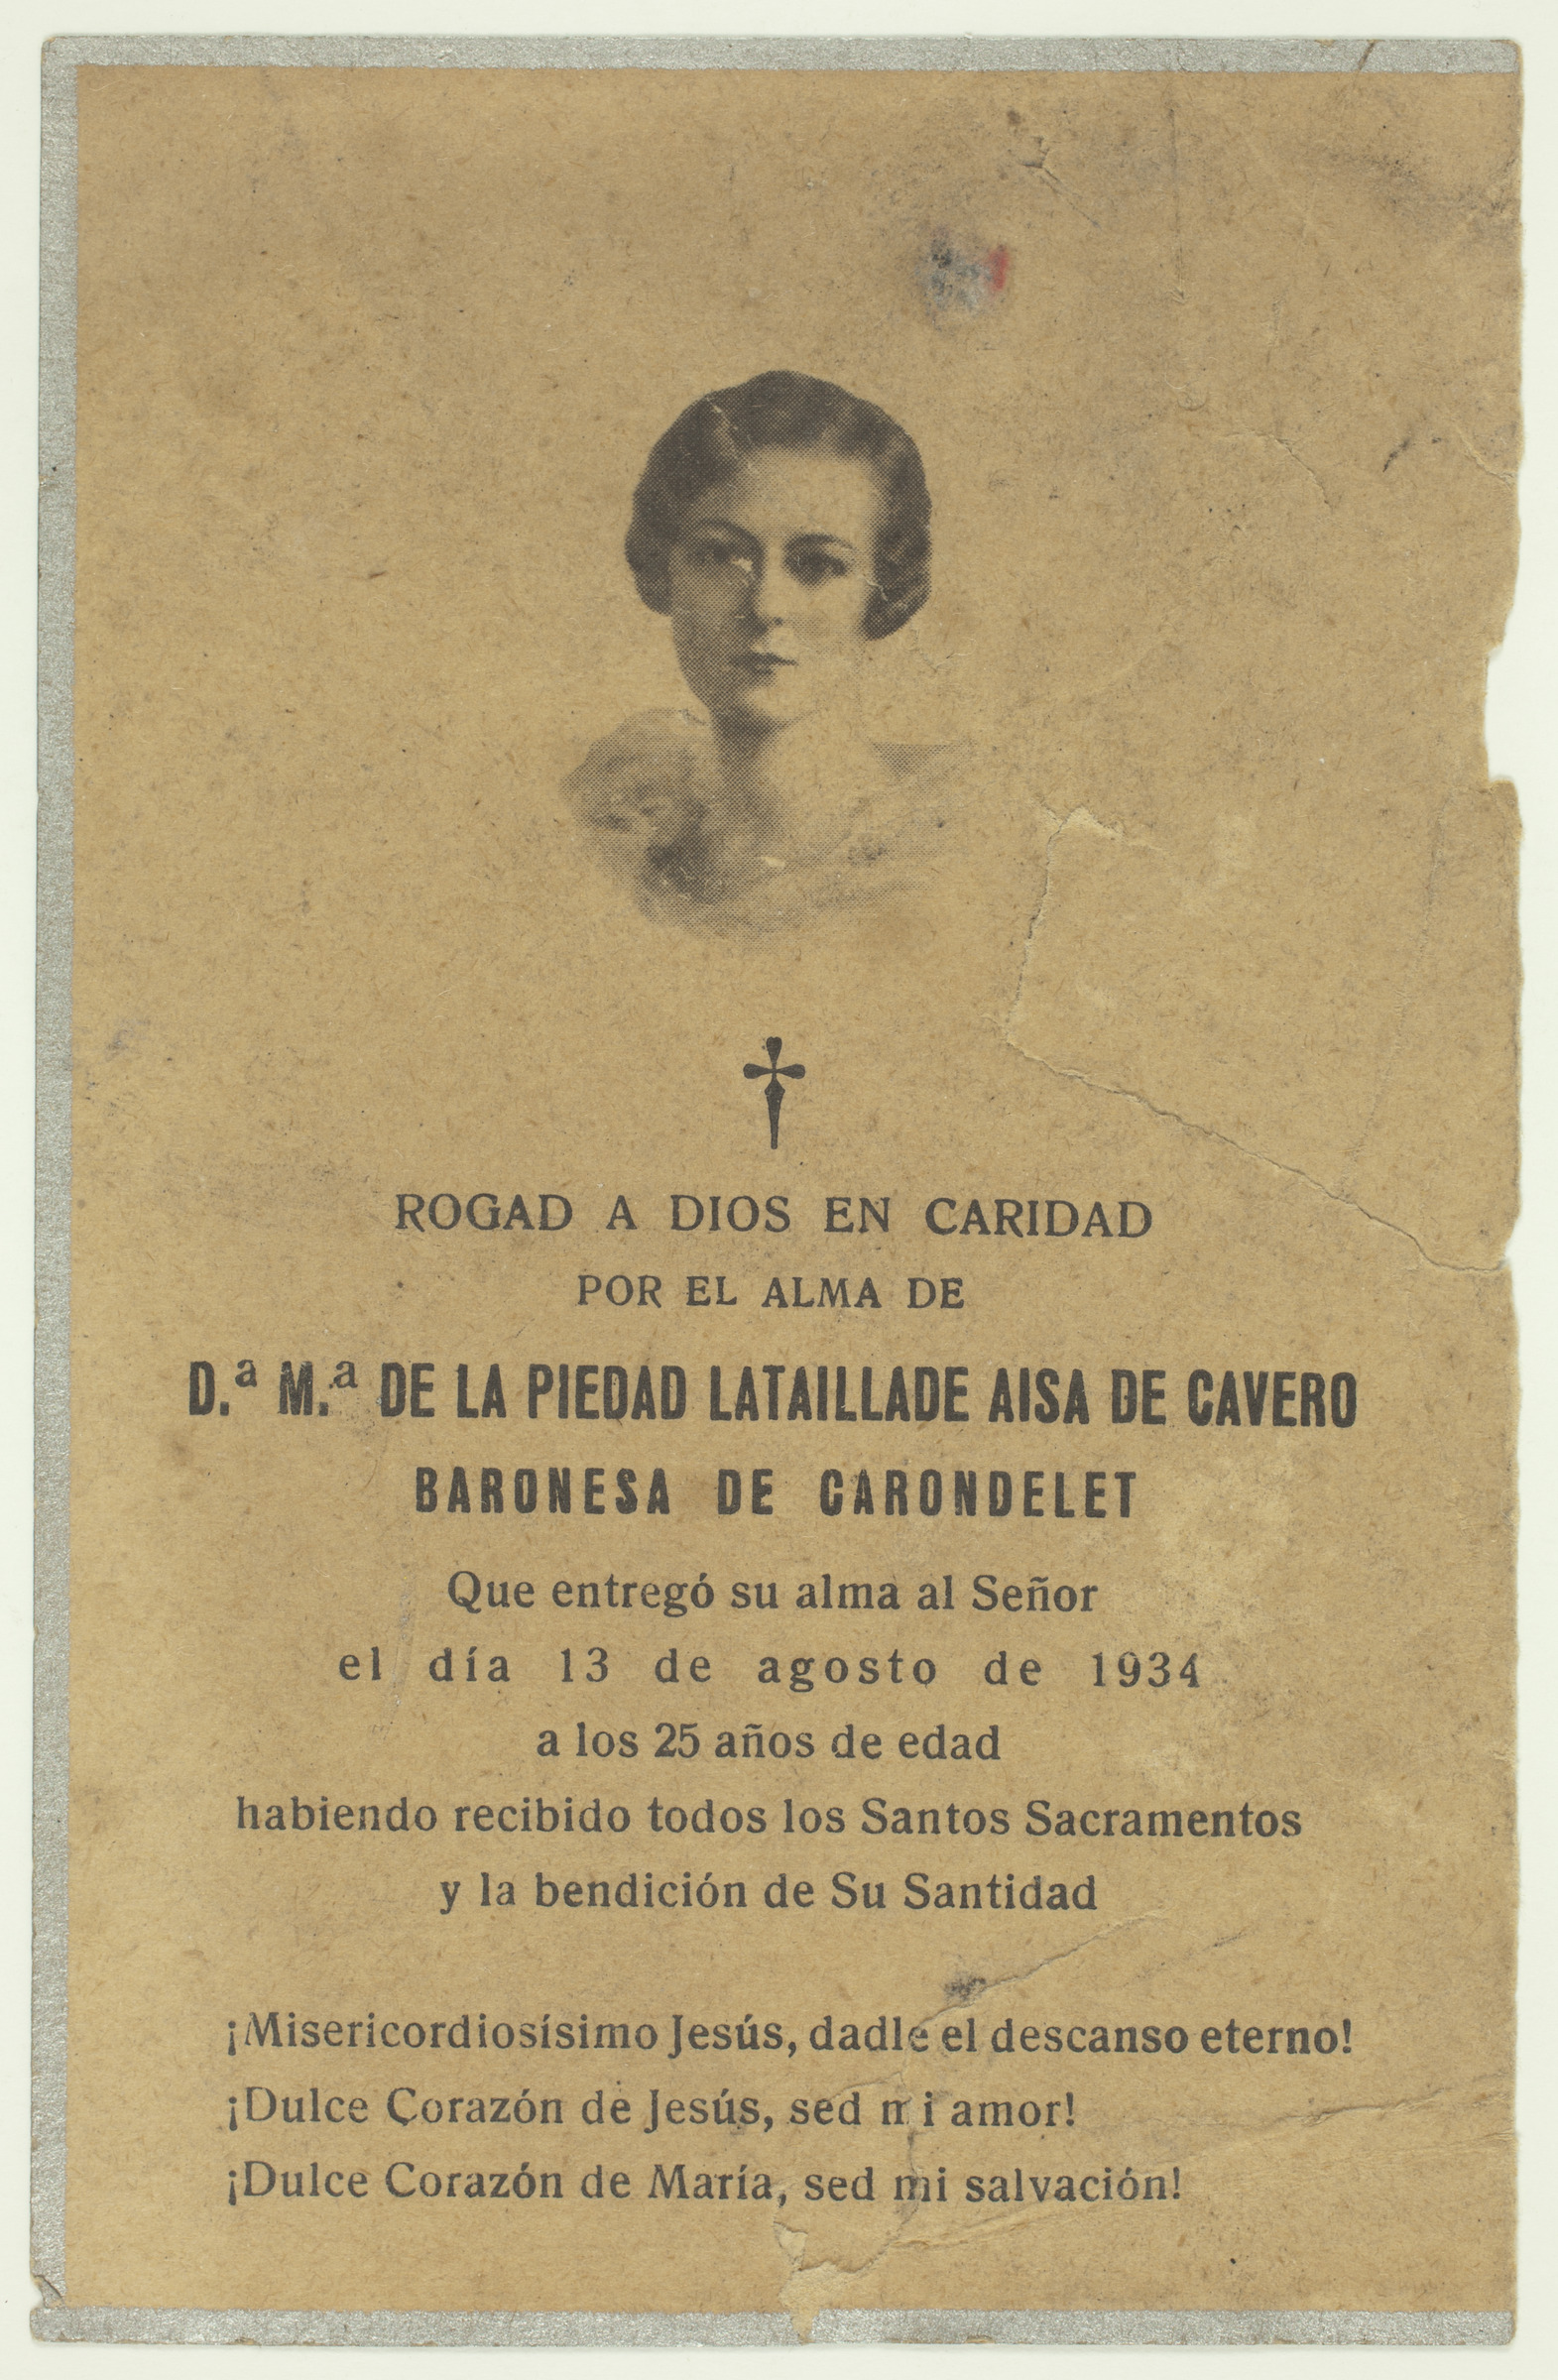 ROGAD A DIOS EN CARIDAD
POR EL ALMA DE
D.ª M.ª DE LA PIEDAD LATAILLADE AISA DE CAVERO
BARONESA DE CARONDELET
Que entregó su alma al Señor
el día 13 de agosto de 1934
a los 25 años de edad
habiendo recibido todos los Santos Sacramentos
y la bendición de Su Santidad
¡Misericordiosísimo Jesús, dadle el descanso eterno!
¡Dulce Corazón de Jesús, sed mi amor!
¡Dulce Corazón de María, sed mi salvación!